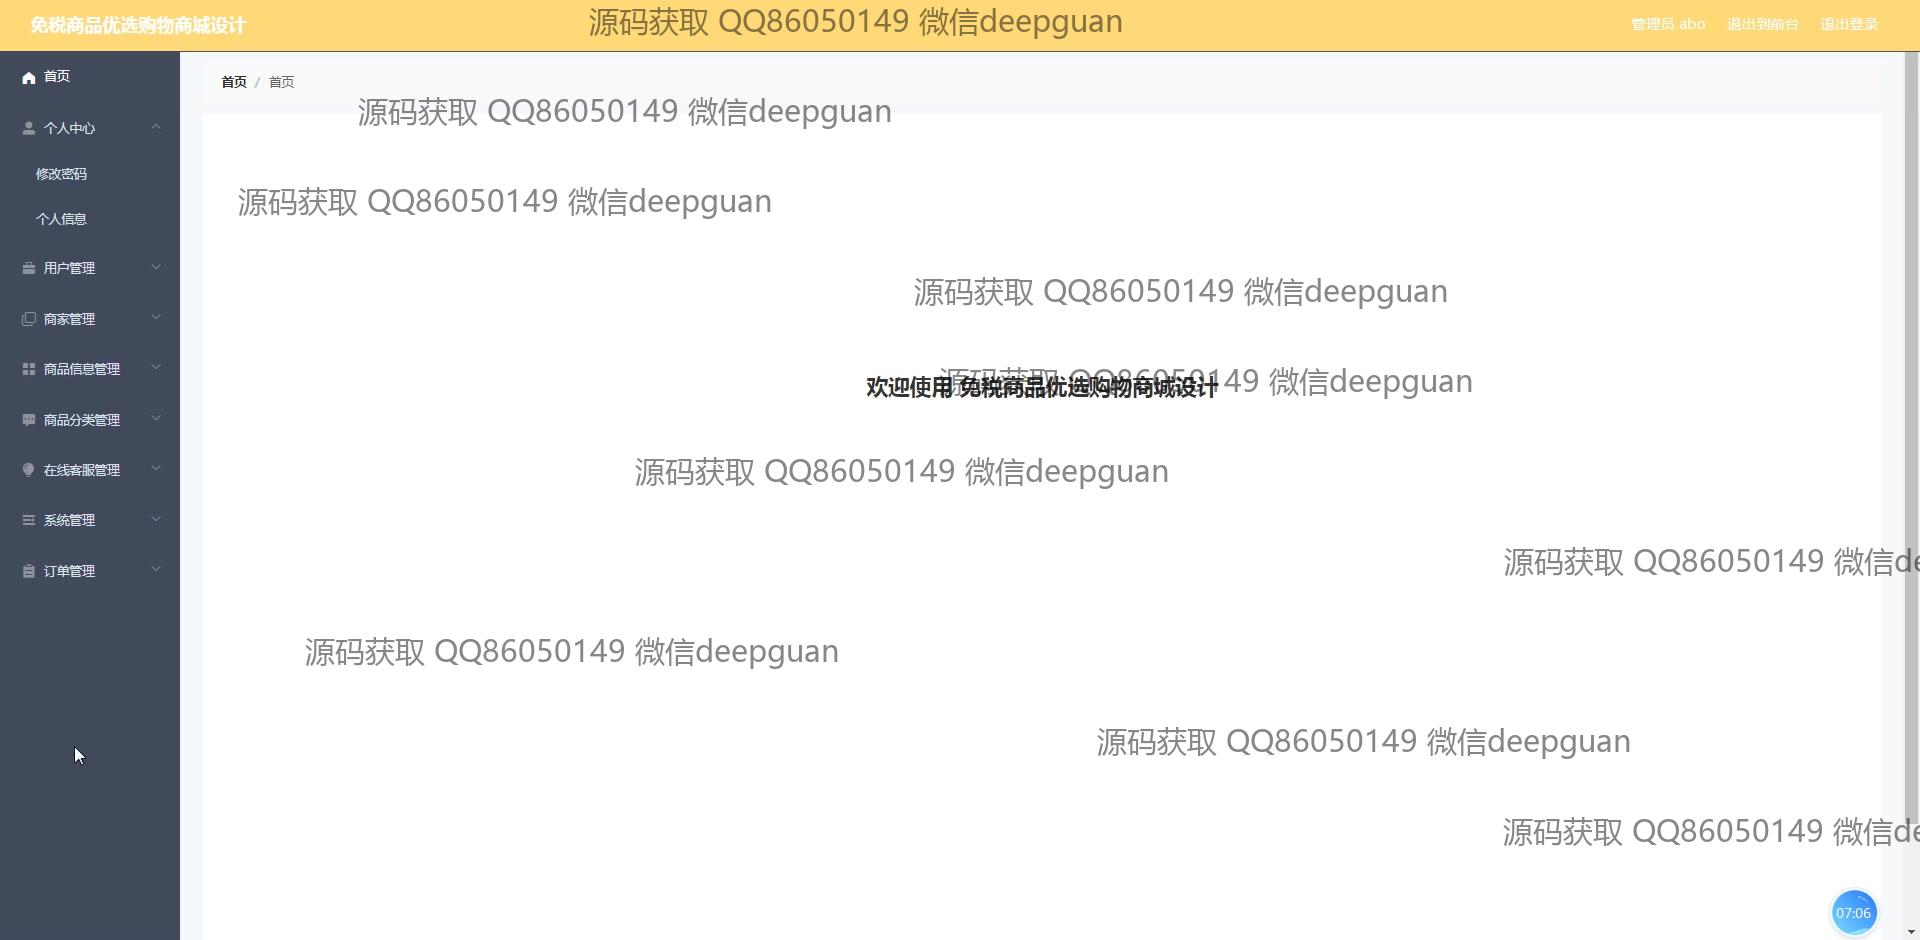 免税商品优选购物商城设计
源码获取 QQ86050149 微信deepguan
管理员 abo
退出到前台
退出登录
首页
首页 / 首页
源码获取 QQ86050149 微信deepguan
个人中心
修改密码
源码获取 QQ86050149 微信deepguan
个人信息
用户管理
源码获取 QQ86050149 微信deepguan
商家管理
商品信息管理
源码获取 QQ86050149 微信deepguan
欢迎使用 免税商品优选购物商城设计
商品分类管理
在线客服管理
源码获取 QQ86050149 微信deepguan
系统管理
订单管理
源码获取 QQ86050149 微信de
源码获取 QQ86050149 微信deepguan
源码获取 QQ86050149 微信deepguan
源码获取 QQ86050149 微信de
07:06